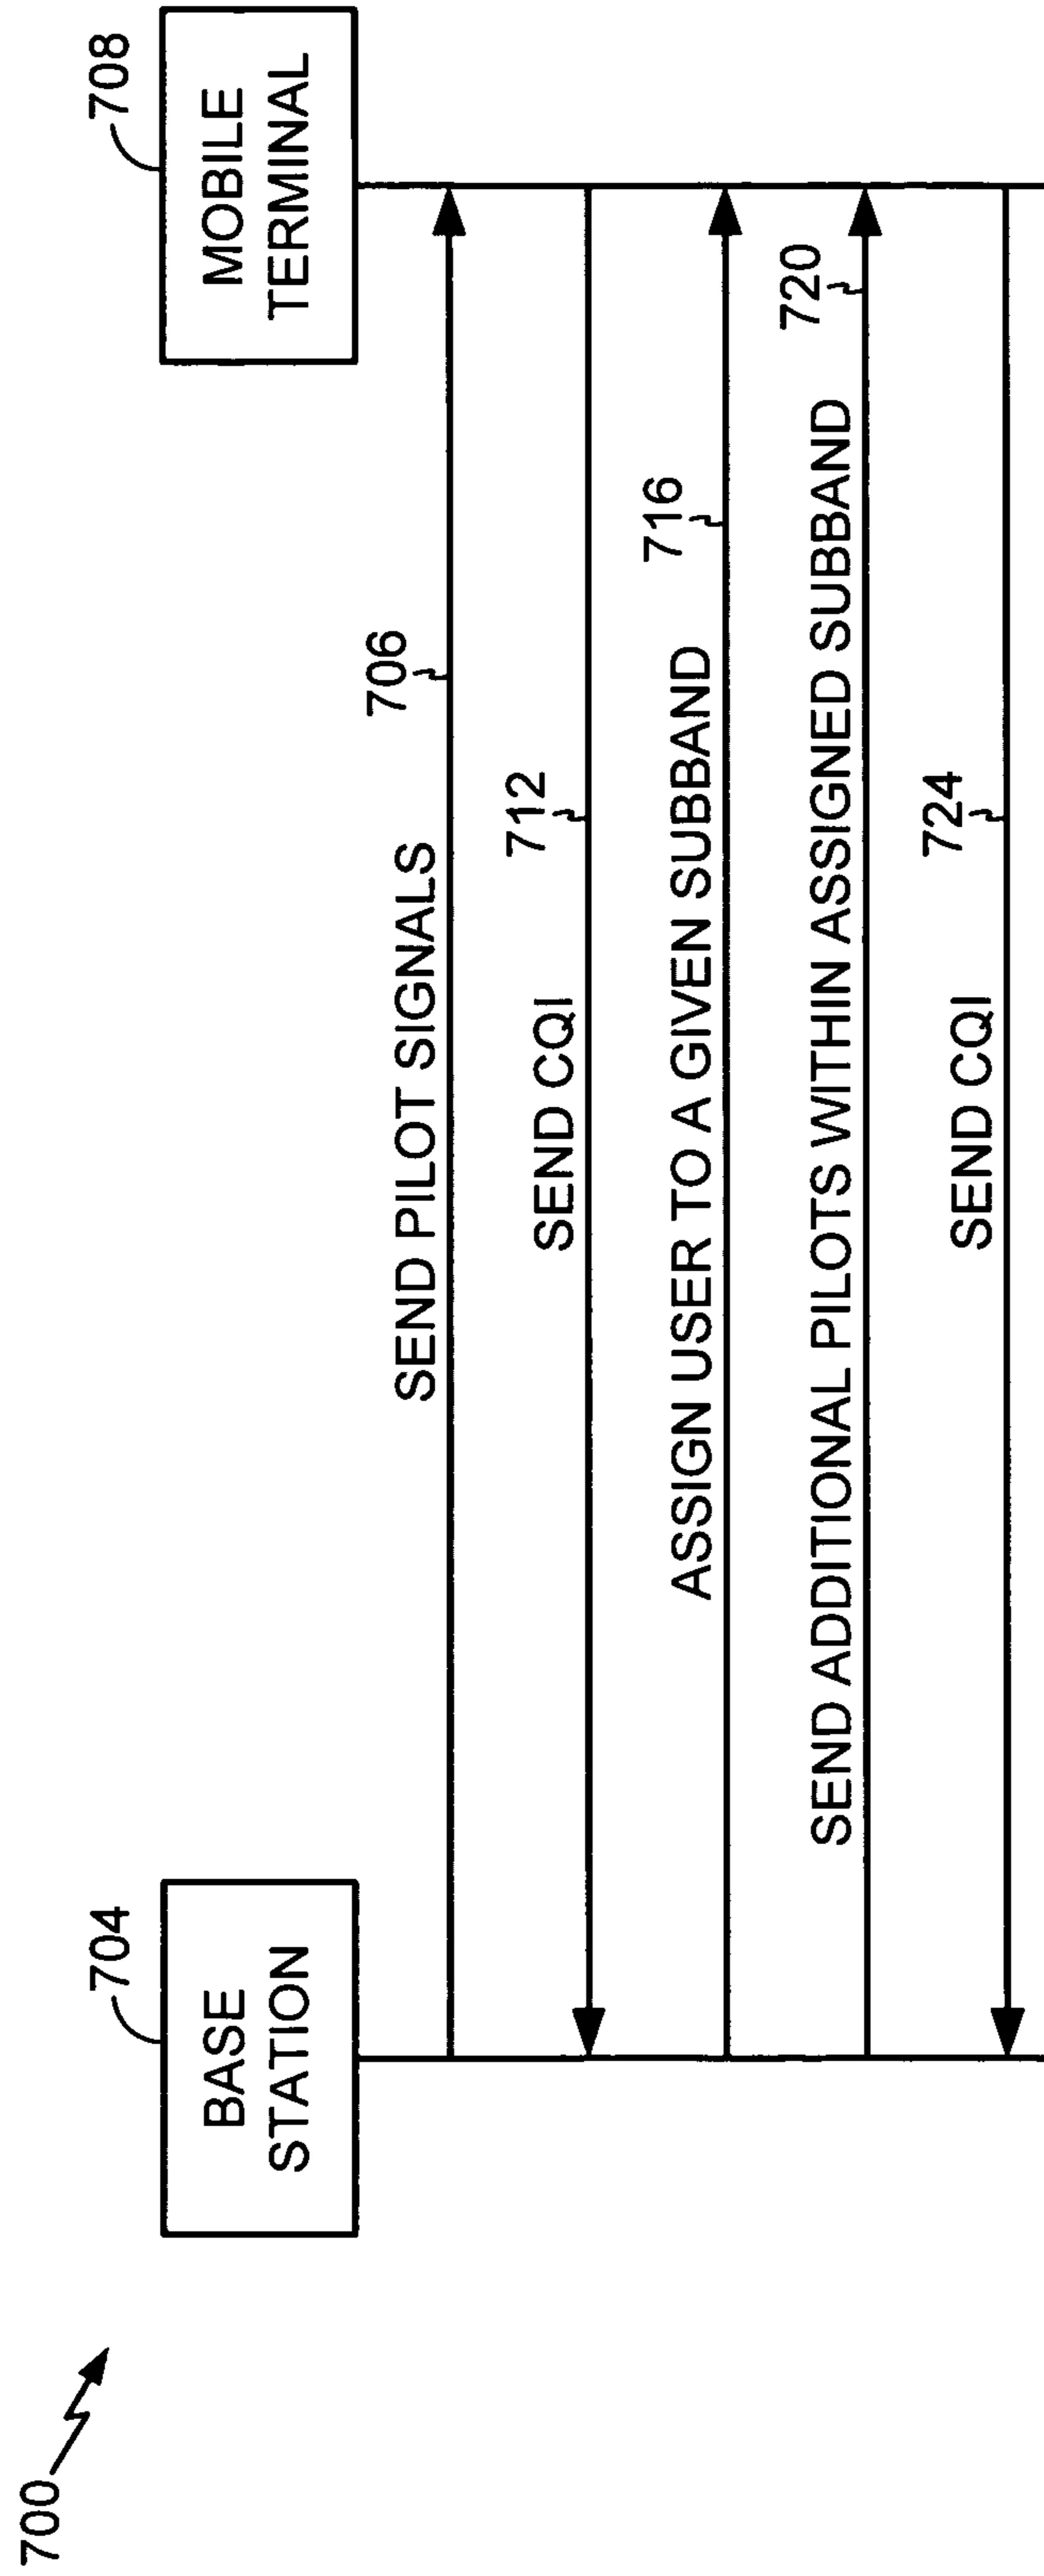 700
704
BASE
STATION
708
MOBILE
TERMINAL
SEND PILOT SIGNALS
706
SEND CQI
712
ASSIGN USER TO A GIVEN SUBBAND
716
SEND ADDITIONAL PILOTS WITHIN ASSIGNED SUBBAND
720
SEND CQI
724